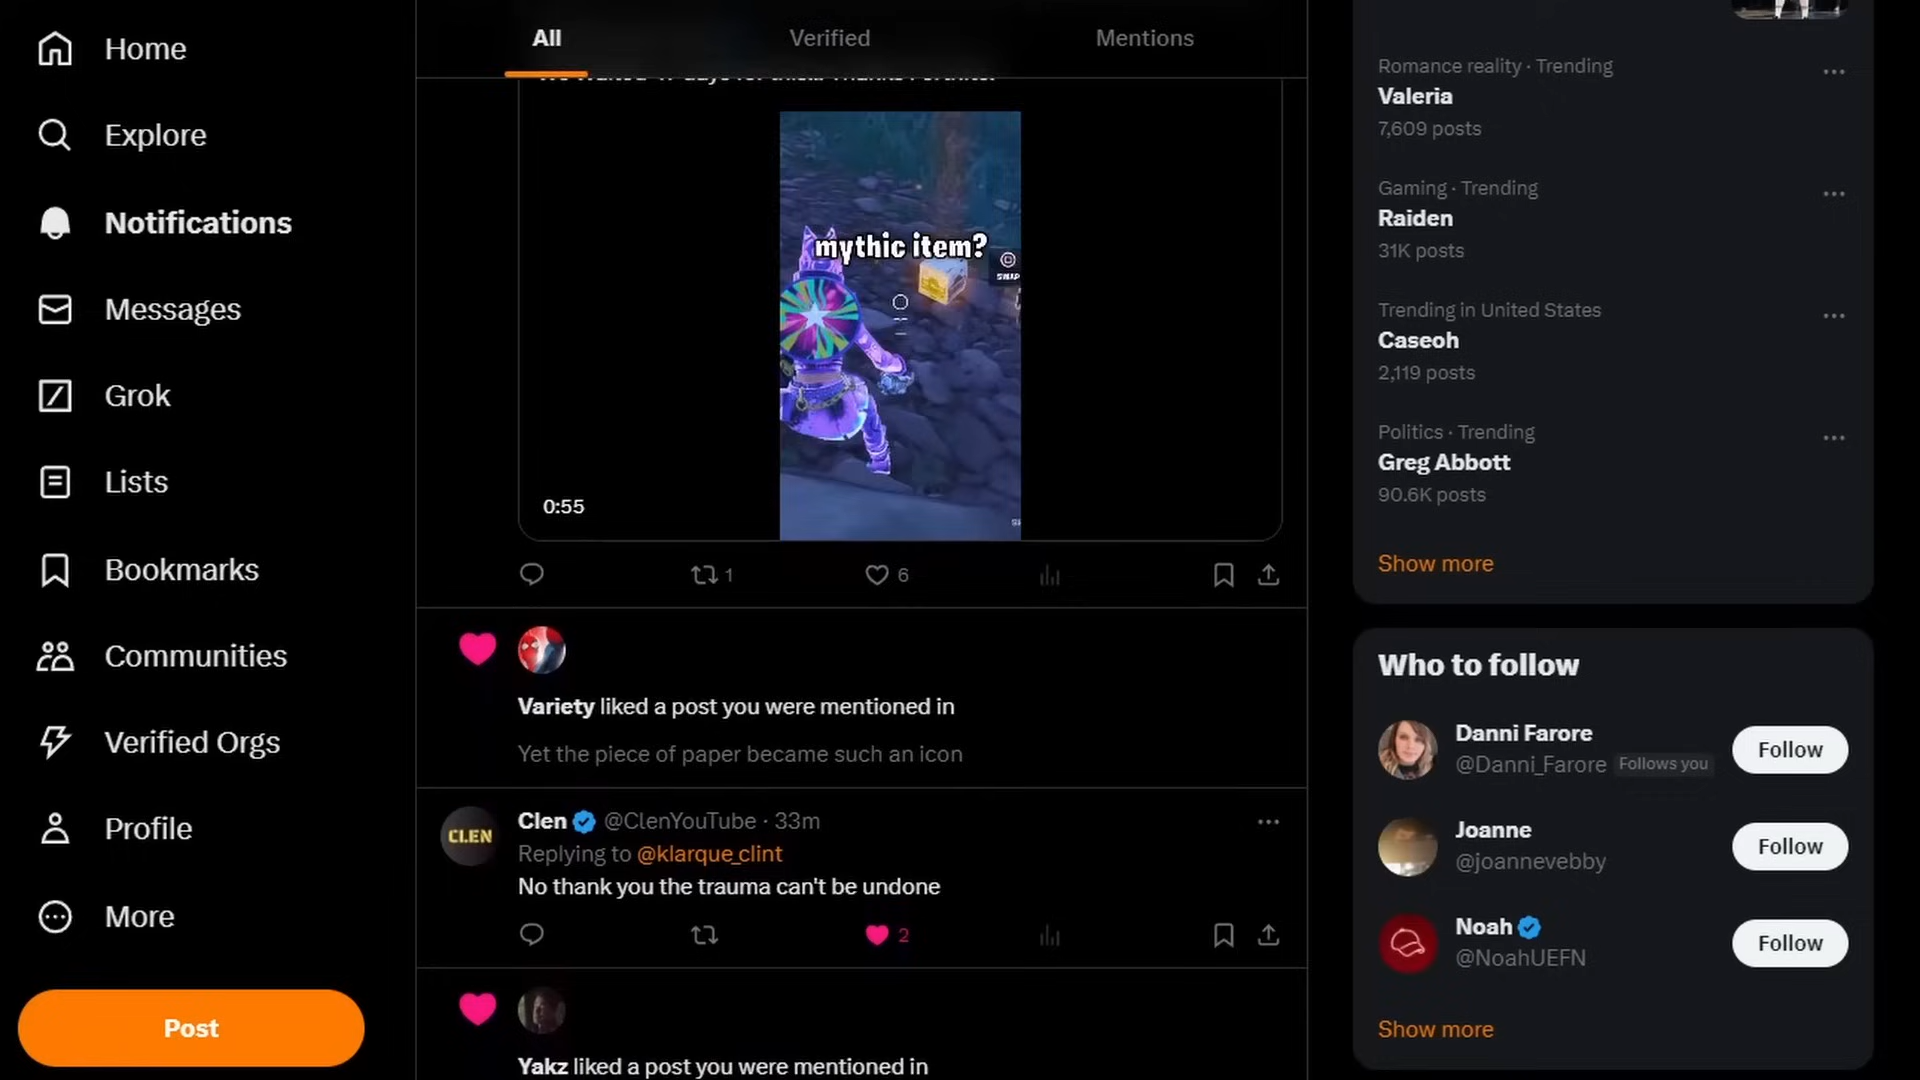 Home
Explore
Notifications
Messages
Grok
Lists
Bookmarks
Communities
Verified Orgs
Profile
More
Post
All
Verified
Mentions
mythic item?
SWAP
0:55
1
6
Variety liked a post you were mentioned in
Yet the piece of paper became such an icon
CLEN
Clen @ClenYouTube · 33m
Replying to @klarque_clint
No thank you the trauma can't be undone
2
Yakz liked a post you were mentioned in
Romance reality · Trending
Valeria
7,609 posts
Gaming · Trending
Raiden
31K posts
Trending in United States
Caseoh
2,119 posts
Politics · Trending
Greg Abbott
90.6K posts
Show more
Who to follow
Danni Farore
@Danni_Farore Follows you
Follow
Joanne
@joannevebby
Follow
Noah
@NoahUEFN
Follow
Show more